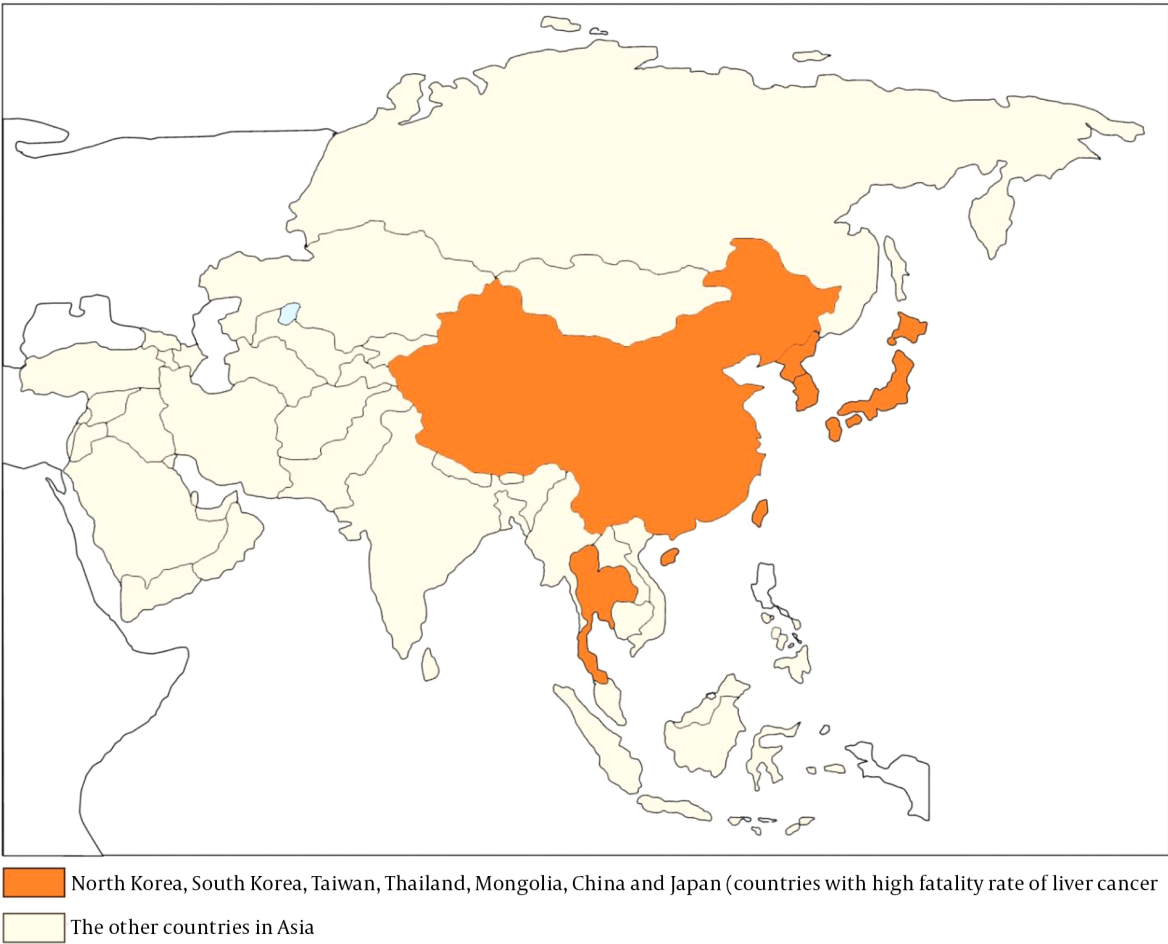 North Korea, South Korea, Taiwan, Thailand, Mongolia, China and Japan (countries with high fatality rate of liver cancer
The other countries in Asia